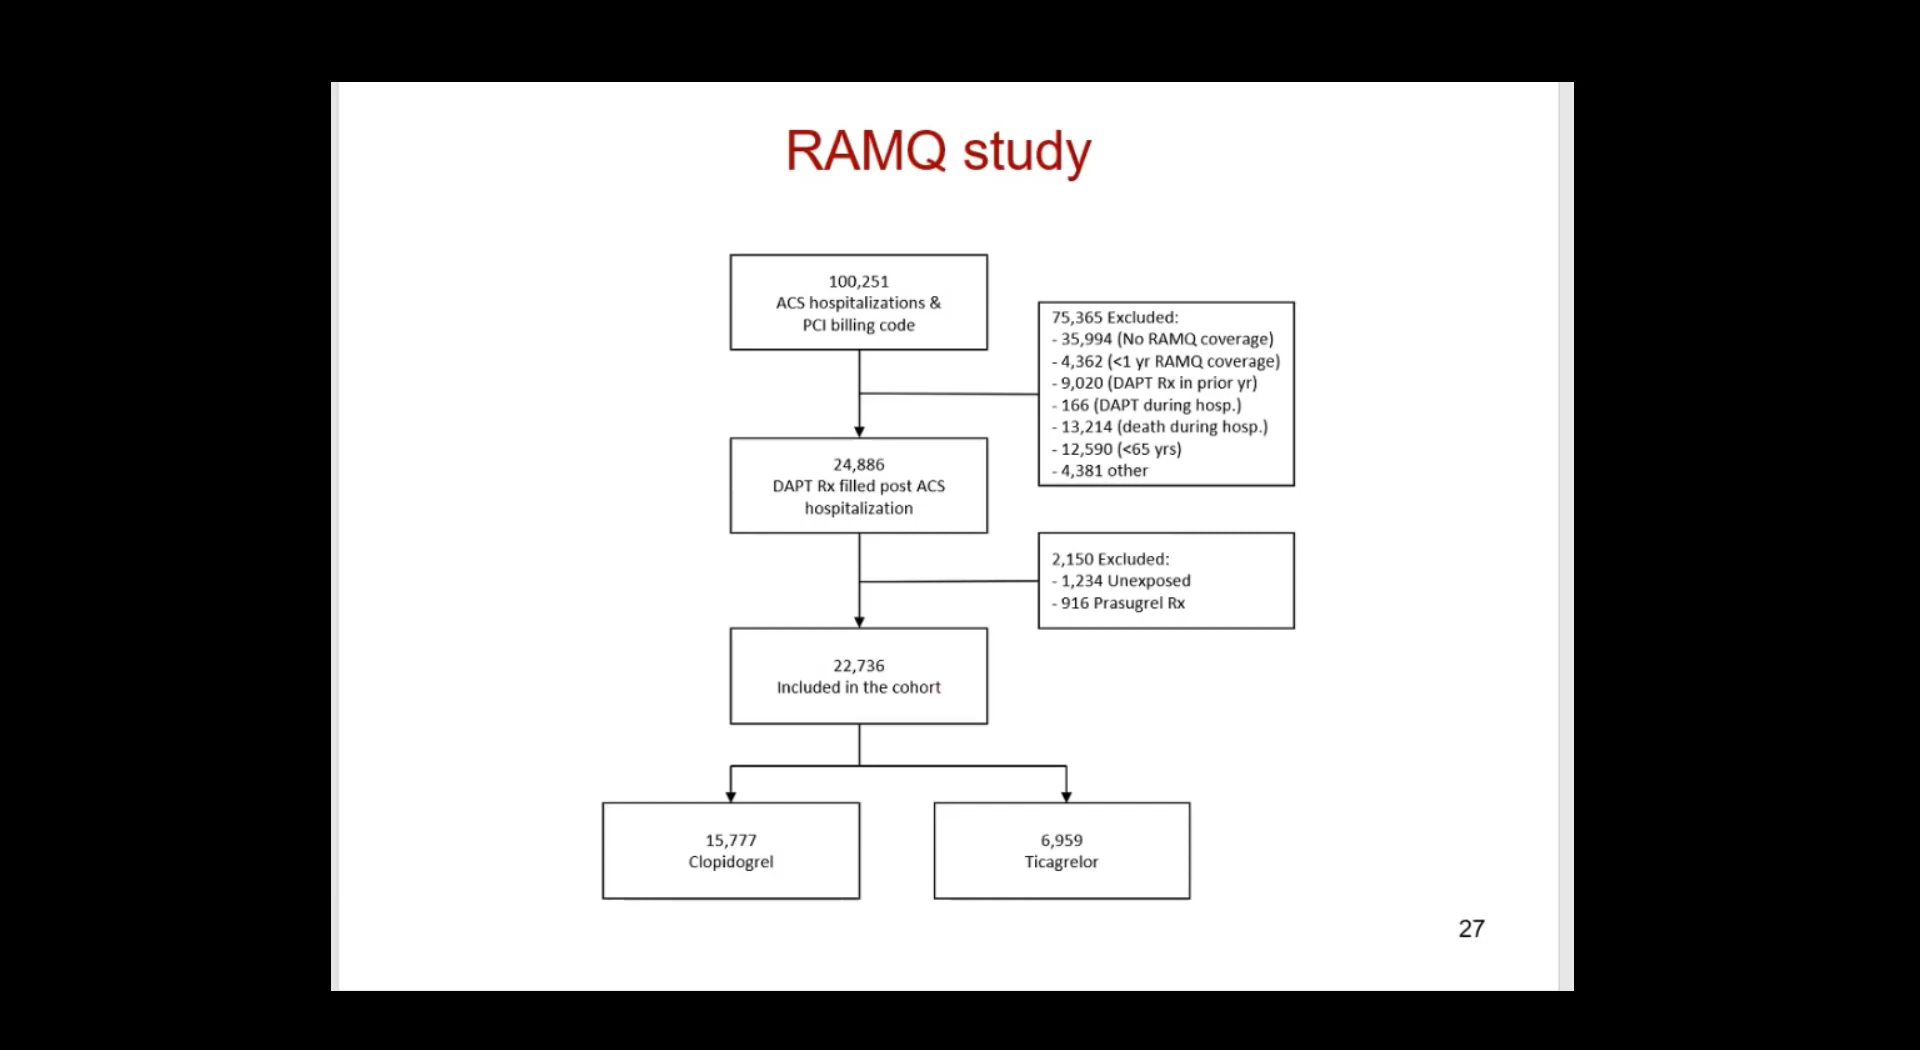 RAMQ study
100,251
ACS hospitalizations &
PCI billing code
75,365 Excluded:
- 35,994 (No RAMQ coverage)
- 4,362 (<1 yr RAMQ coverage)
- 9,020 (DAPT Rx in prior yr)
- 166 (DAPT during hosp.)
- 13,214 (death during hosp.)
- 12,590 (<65 yrs)
- 4,381 other
24,886
DAPT Rx filled post ACS
hospitalization
2,150 Excluded:
- 1,234 Unexposed
- 916 Prasugrel Rx
22,736
Included in the cohort
15,777
Clopidogrel
6,959
Ticagrelor
27